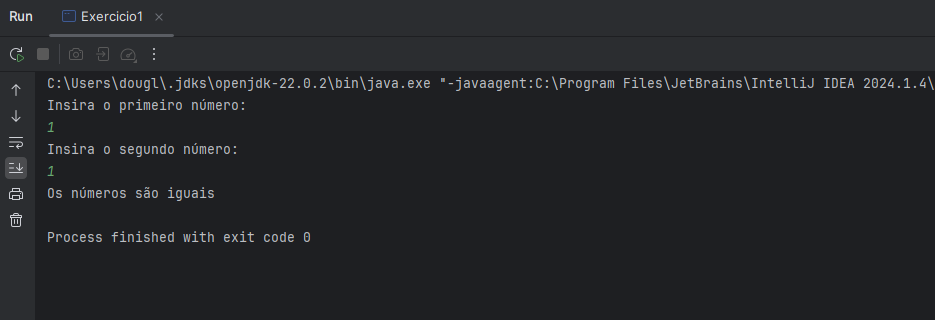 Run
Exercicio1
C:\Users\dougl\.jdks\openjdk-22.0.2\bin\java.exe "-javaagent:C:\Program Files\JetBrains\IntelliJ IDEA 2024.1.4\
Insira o primeiro número:
1
Insira o segundo número:
1
Os números são iguais
Process finished with exit code 0